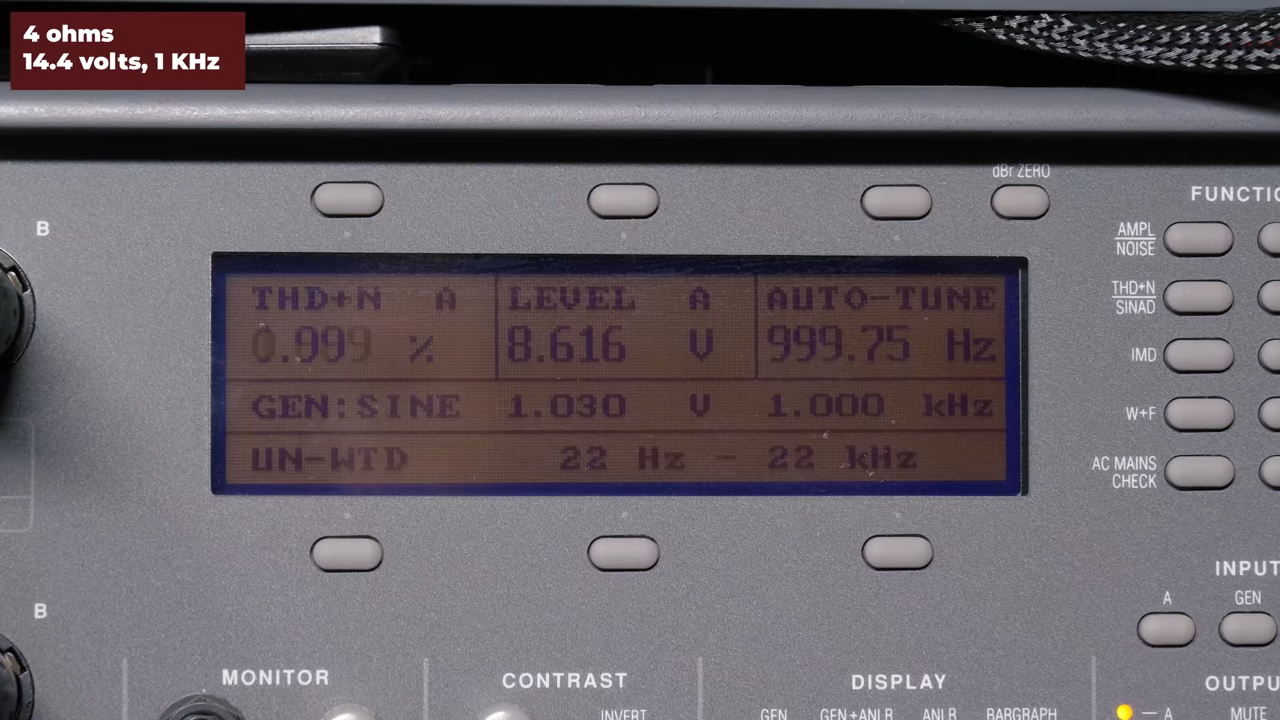 4 ohms
14.4 volts, 1 KHz
dBr ZERO
FUNCTIO
B
AMPL
NOISE
THD+N A LEVEL A AUTO-TUNE
THD+N
SINAD
0.999 % 8.616 V 999.75 Hz
IMD
GEN:SINE 1.030 V 1.000 kHz
W+F
UN-WTD 22 Hz - 22 kHz
AC MAINS
CHECK
INPUT
A GEN
B
MONITOR CONTRAST DISPLAY OUTPU
INVERT GEN GEN+ANLR ANLR BARGRAPH A MUTE